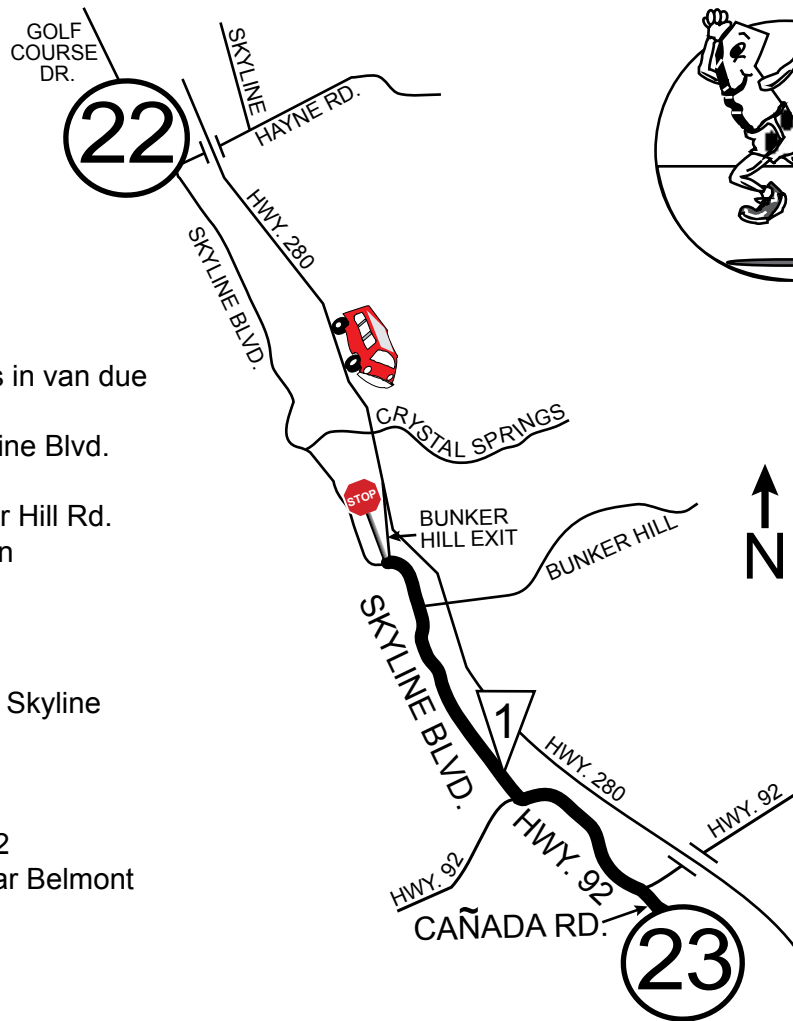 GOLF
COURSE
DR.
SKYLINE
HAYNE RD.
22
HWY. 280
SKYLINE BLVD.
s in van due
CRYSTAL SPRINGS
ine Blvd.
STOP
r Hill Rd.
n
BUNKER
HILL EXIT
BUNKER HILL
N
SKYLINE BLVD.
Skyline
1
HWY. 280
HWY. 92
2
ar Belmont
HWY. 92
HWY. 92
CAÑADA RD.
23